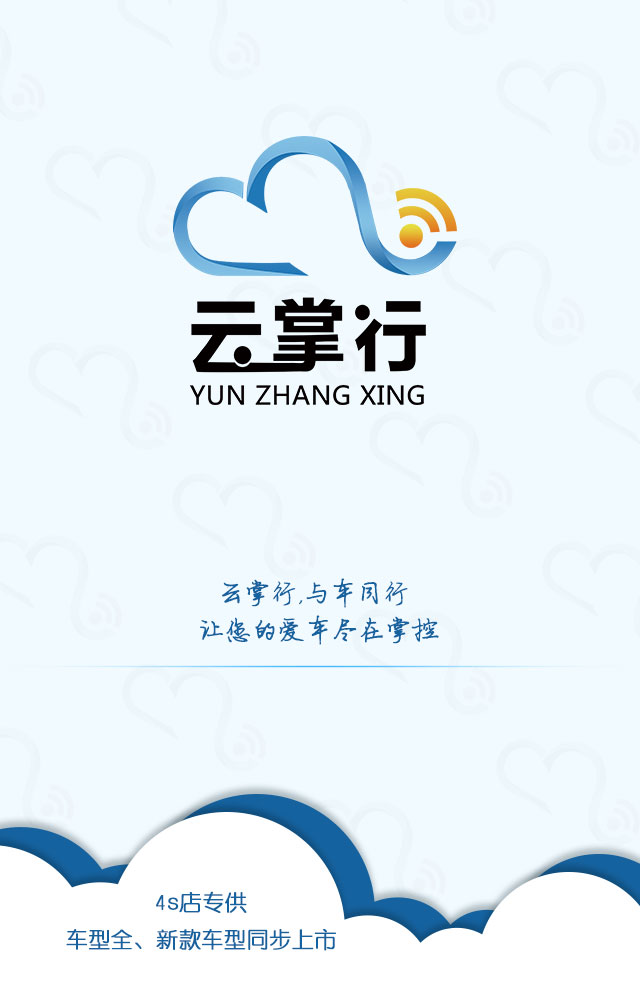 云掌行
YUN ZHANG XING
云掌行,与车同行
让您的爱车尽在掌控
4s店专供
车型全、新款车型同步上市